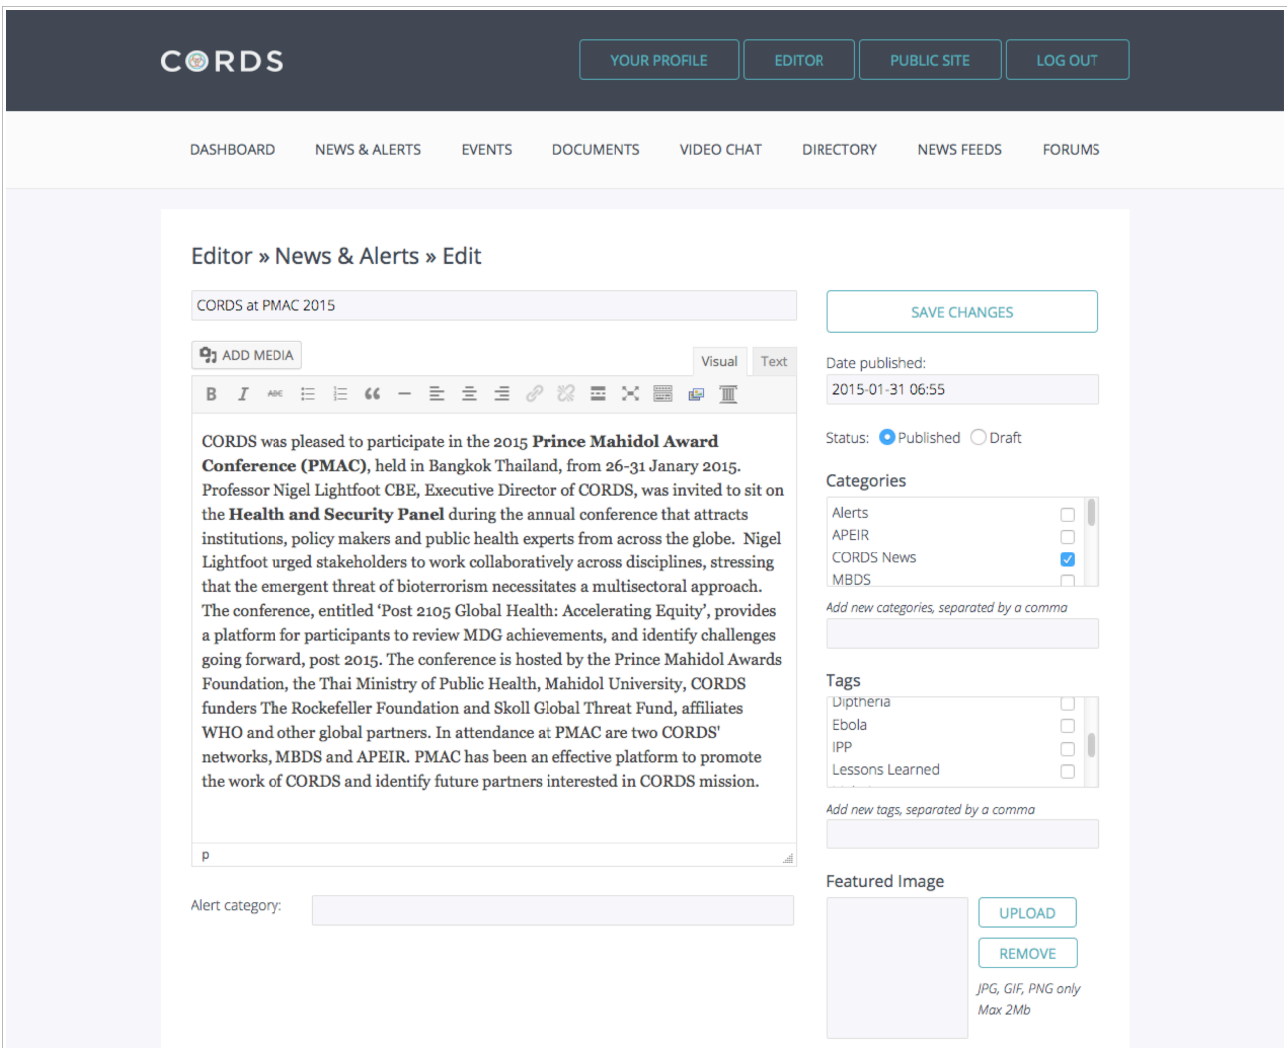 CORDS
YOUR PROFILE
EDITOR
PUBLIC SITE
LOG OUT
DASHBOARD
NEWS & ALERTS
EVENTS
DOCUMENTS
VIDEO CHAT
DIRECTORY
NEWS FEEDS
FORUMS
Editor » News & Alerts » Edit
CORDS at PMAC 2015
ADD MEDIA
Visual
Text
B I ABC
CORDS was pleased to participate in the 2015 Prince Mahidol Award
Conference (PMAC), held in Bangkok Thailand, from 26-31 Janary 2015.
Professor Nigel Lightfoot CBE, Executive Director of CORDS, was invited to sit on
the Health and Security Panel during the annual conference that attracts
institutions, policy makers and public health experts from across the globe.  Nigel
Lightfoot urged stakeholders to work collaboratively across disciplines, stressing
that the emergent threat of bioterrorism necessitates a multisectoral approach.
The conference, entitled ‘Post 2105 Global Health: Accelerating Equity’, provides
a platform for participants to review MDG achievements, and identify challenges
going forward, post 2015. The conference is hosted by the Prince Mahidol Awards
Foundation, the Thai Ministry of Public Health, Mahidol University, CORDS
funders The Rockefeller Foundation and Skoll Global Threat Fund, affiliates
WHO and other global partners. In attendance at PMAC are two CORDS'
networks, MBDS and APEIR. PMAC has been an effective platform to promote
the work of CORDS and identify future partners interested in CORDS mission.
p
Alert category:
SAVE CHANGES
Date published:
2015-01-31 06:55
Status: Published Draft
Categories
Alerts
APEIR
CORDS News
MBDS
Add new categories, separated by a comma
Tags
Diptheria
Ebola
IPP
Lessons Learned
Add new tags, separated by a comma
Featured Image
UPLOAD
REMOVE
JPG, GIF, PNG only
Max 2Mb